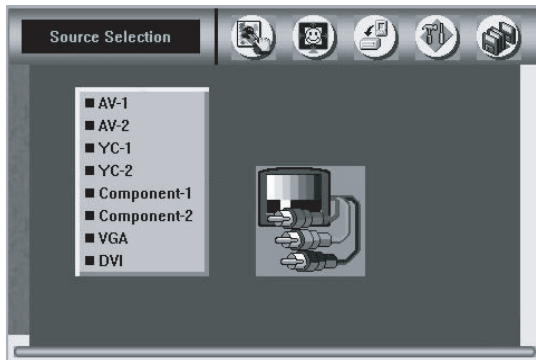 Source Selection
AV-1
AV-2
YC-1
YC-2
Component-1
Component-2
VGA
DVI